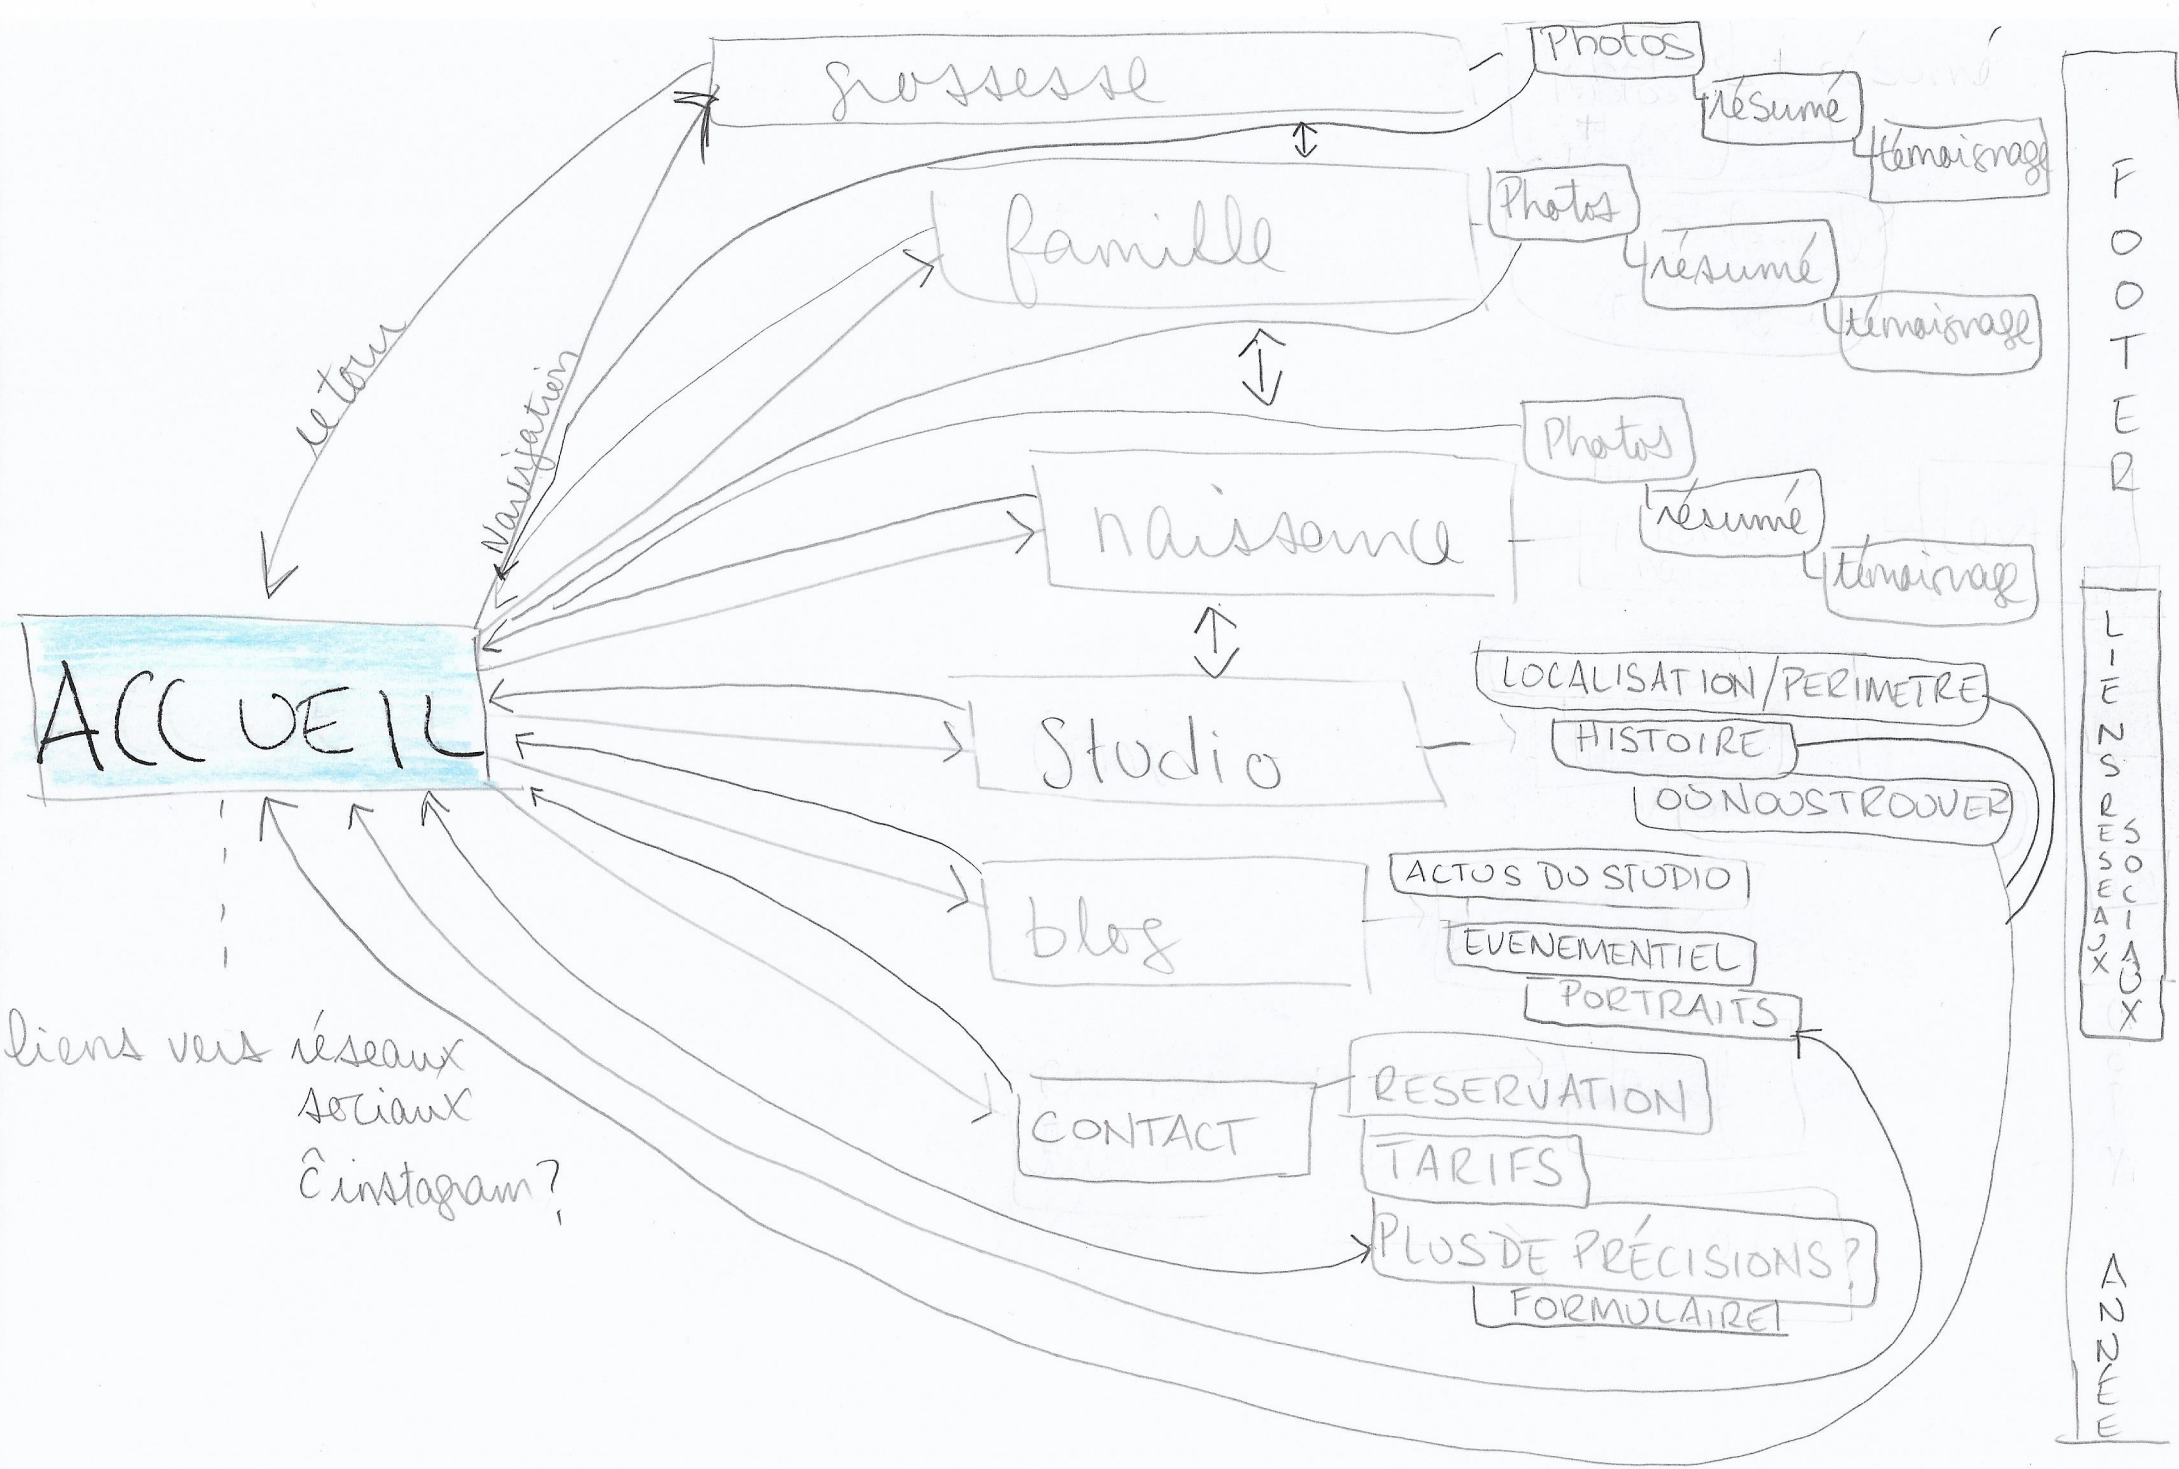 grossesse
Photos
résumé
témoignage
famille
Photos
résumé
témoignage
retour
Navigation
naissance
Photos
résumé
témoignage
ACCUEIL
Studio
LOCALISATION/PERIMETRE
HISTOIRE
OÙ NOUS TROUVER
blog
ACTUS DU STUDIO
EVENEMENTIEL
PORTRAITS
CONTACT
RESERVATION
TARIFS
PLUS DE PRÉCISIONS?
FORMULAIRE
liens vers réseaux
sociaux
instagram?
FOOTER
LIENS RESEAUX
SOCIAUX
ANNÉE